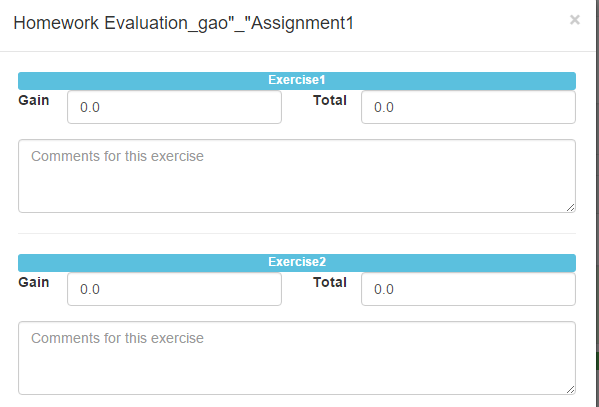 Homework Evaluation_gao"_"Assignment1 ×
Exercise1
Gain 0.0 Total 0.0
Comments for this exercise
Exercise2
Gain 0.0 Total 0.0
Comments for this exercise